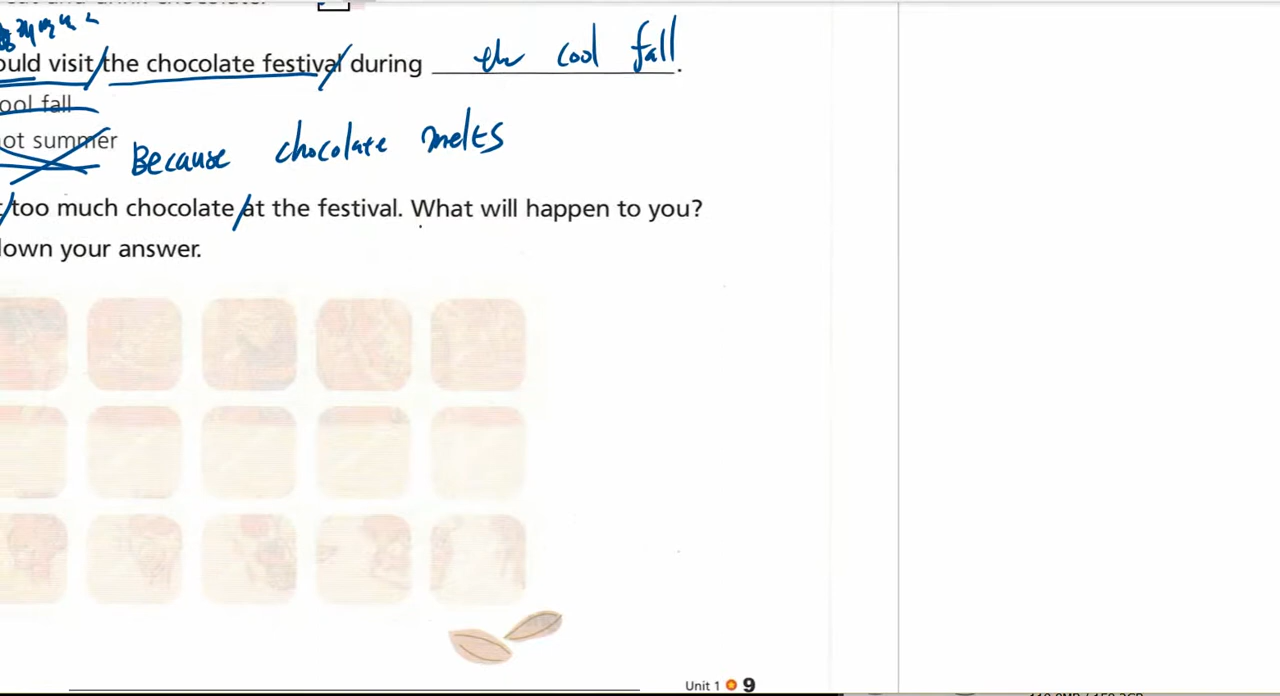 ould visit the chocolate festival during the cool fall.
ool fall
ot summer Because chocolate melts
too much chocolate at the festival. What will happen to you?
down your answer.
Unit 1 9